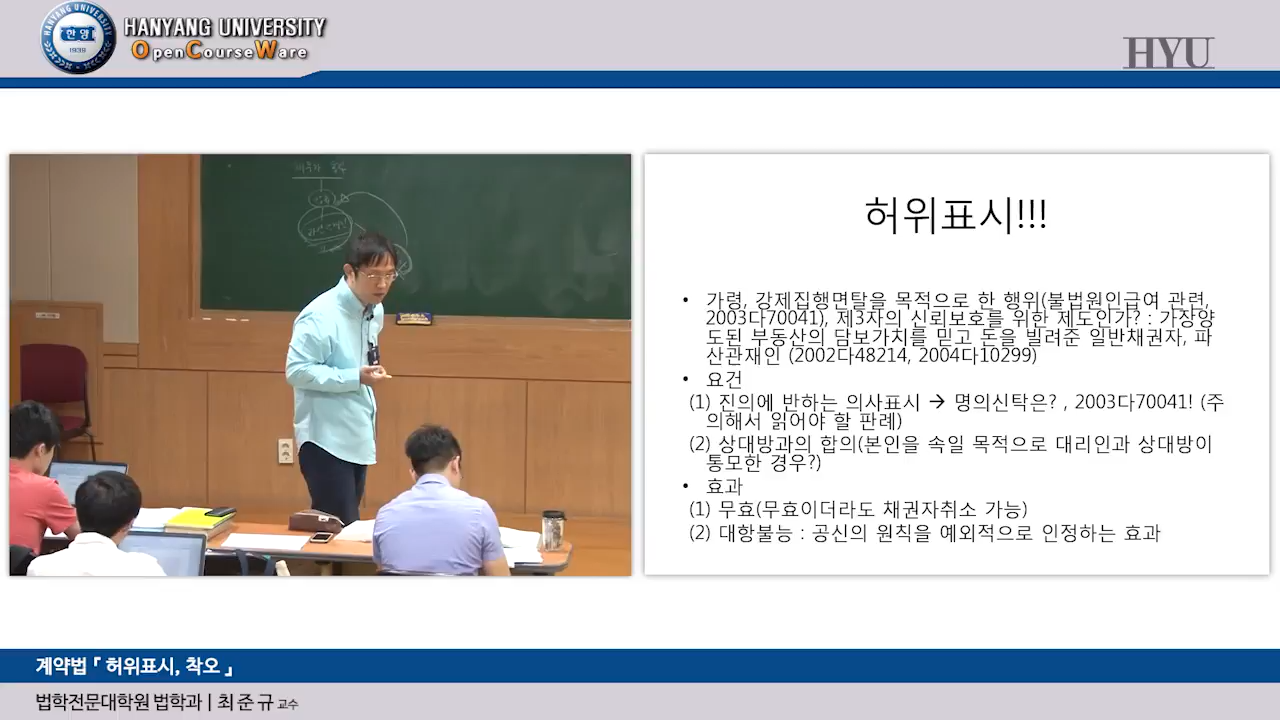 HANYANG UNIVERSITY
OpenCourseWare
HANYANG UNIVERSITY
한양
1939
HYU
허위표시!!!
• 가령, 강제집행면탈을 목적으로 한 행위(불법원인급여 관련,
2003다70041), 제3자의 신뢰보호를 위한 제도인가? : 가장양
도된 부동산의 담보가치를 믿고 돈을 빌려준 일반채권자, 파
산관재인 (2002다48214, 2004다10299)
• 요건
(1) 진의에 반하는 의사표시 → 명의신탁은? , 2003다70041! (주
의해서 읽어야 할 판례)
(2) 상대방과의 합의(본인을 속일 목적으로 대리인과 상대방이
통모한 경우?)
• 효과
(1) 무효(무효이더라도 채권자취소 가능)
(2) 대항불능 : 공신의 원칙을 예외적으로 인정하는 효과
계약법 「 허위표시, 착오 」
법학전문대학원 법학과 | 최 준 규 교수